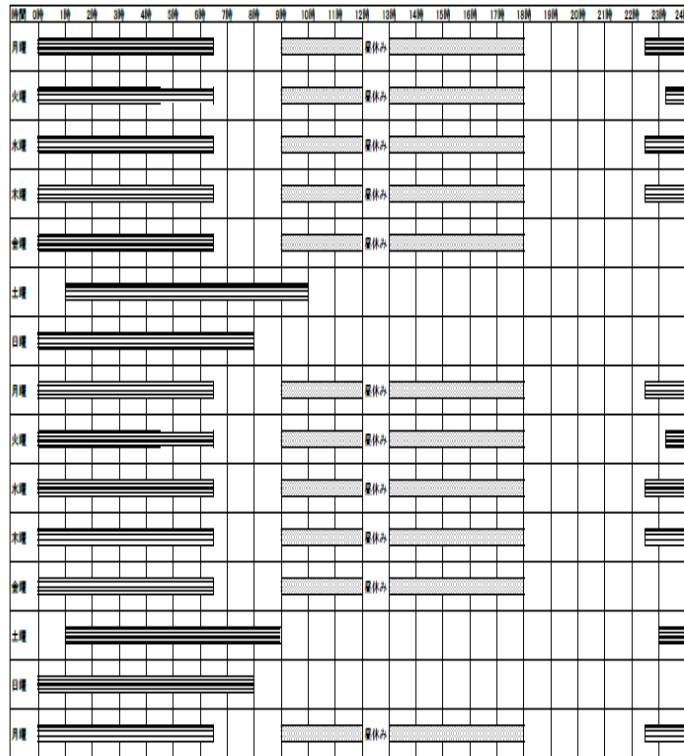 時間 0時 1時 2時 3時 4時 5時 6時 7時 8時 9時 10時 11時 12時 13時 14時 15時 16時 17時 18時 19時 20時 21時 22時 23時 24時
月曜 昼休み
火曜 昼休み
水曜 昼休み
木曜 昼休み
金曜 昼休み
土曜
日曜
月曜 昼休み
火曜 昼休み
水曜 昼休み
木曜 昼休み
金曜 昼休み
土曜
日曜
月曜 昼休み